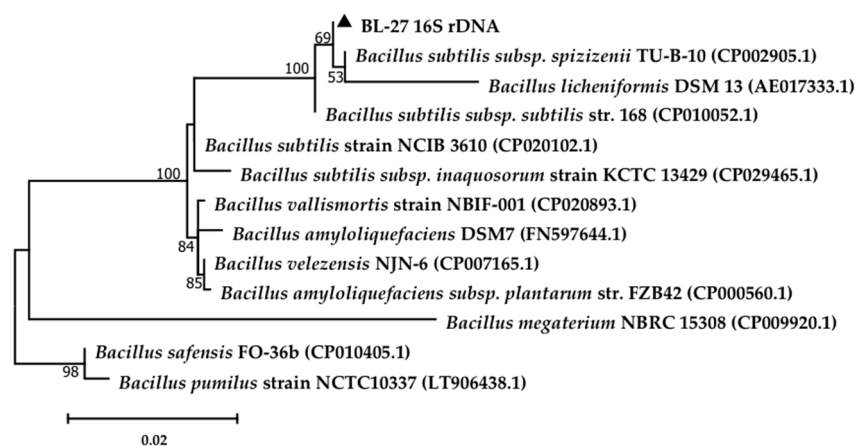 BL-27 16S rDNA
69
Bacillus subtilis subsp. spizizenii TU-B-10 (CP002905.1)
100
53
Bacillus licheniformis DSM 13 (AE017333.1)
Bacillus subtilis subsp. subtilis str. 168 (CP010052.1)
Bacillus subtilis strain NCIB 3610 (CP020102.1)
100
Bacillus subtilis subsp. inaquosorum strain KCTC 13429 (CP029465.1)
Bacillus vallismortis strain NBIF-001 (CP020893.1)
Bacillus amyloliquefaciens DSM7 (FN597644.1)
84
Bacillus velezensis NJN-6 (CP007165.1)
85
Bacillus amyloliquefaciens subsp. plantarum str. FZB42 (CP000560.1)
Bacillus megaterium NBRC 15308 (CP009920.1)
Bacillus safensis FO-36b (CP010405.1)
98
Bacillus pumilus strain NCTC10337 (LT906438.1)
0.02